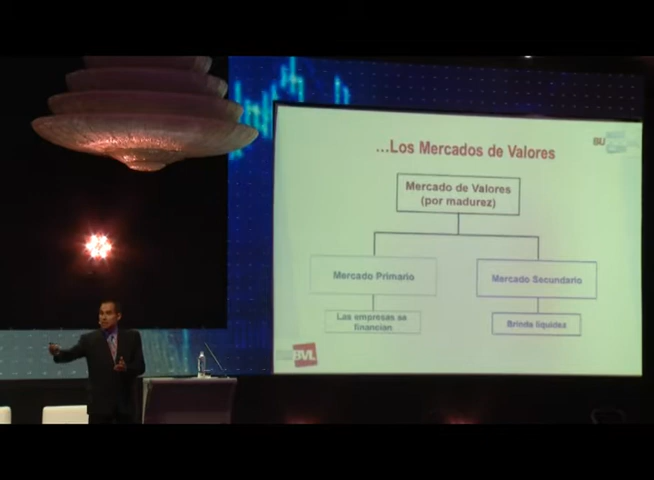 ...Los Mercados de Valores
Mercado de Valores
(por madurez)
Mercado Primario
Mercado Secundario
Las empresas se
financian
Brinda liquidez
BVL